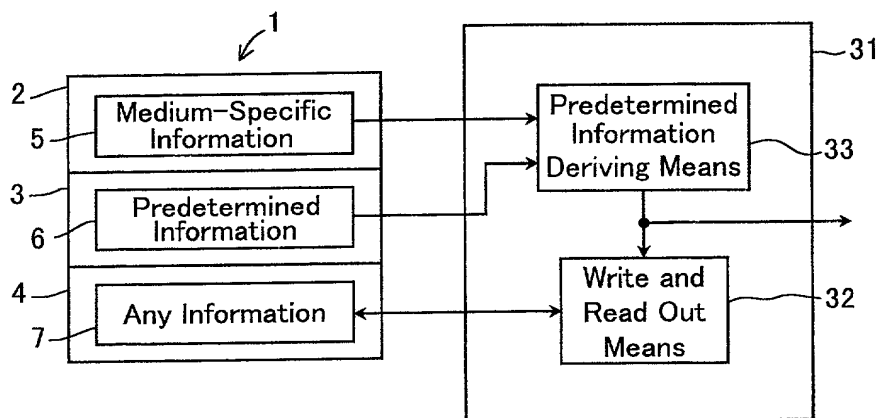 1
2
Medium-Specific
Information
5
3
Predetermined
Information
6
4
Any Information
7
31
Predetermined
Information
Deriving Means
33
Write and
Read Out
Means
32